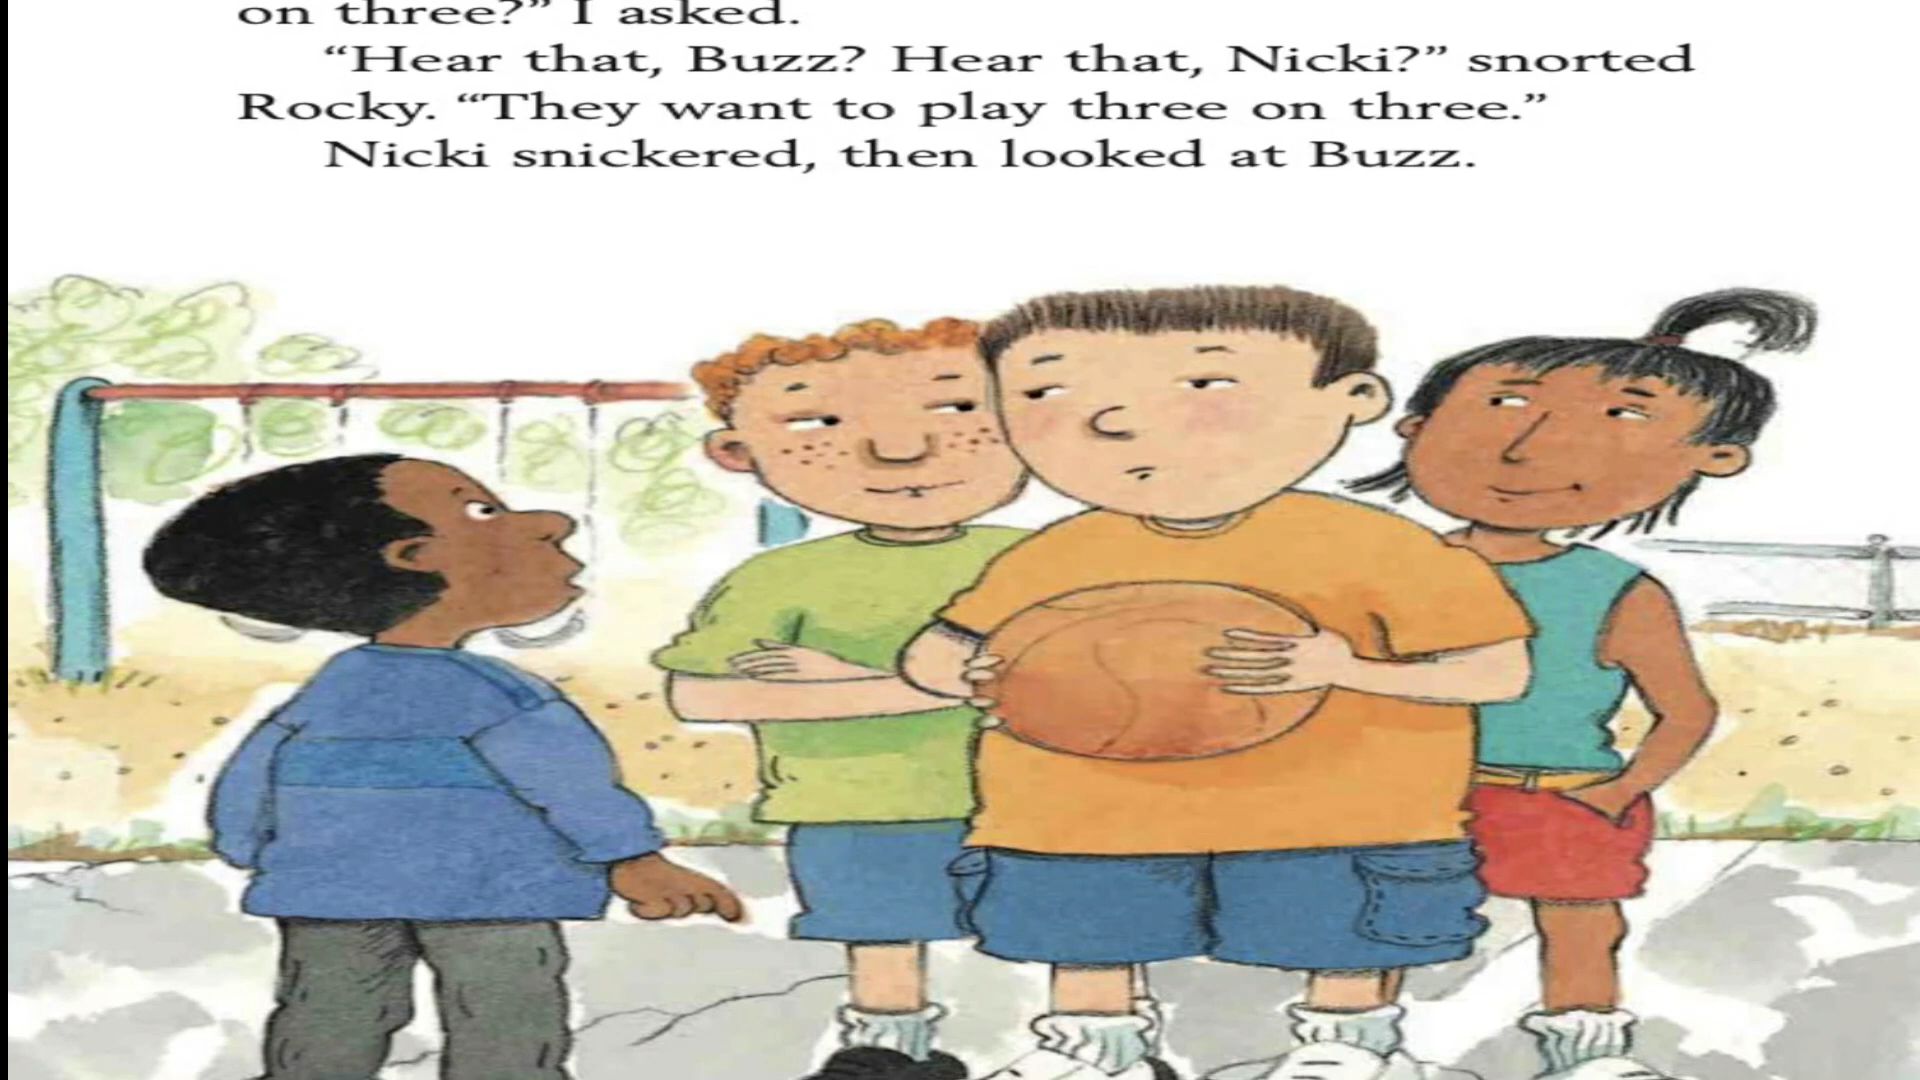 on three?” I asked.
“Hear that, Buzz? Hear that, Nicki?” snorted
Rocky. “They want to play three on three.”
Nicki snickered, then looked at Buzz.